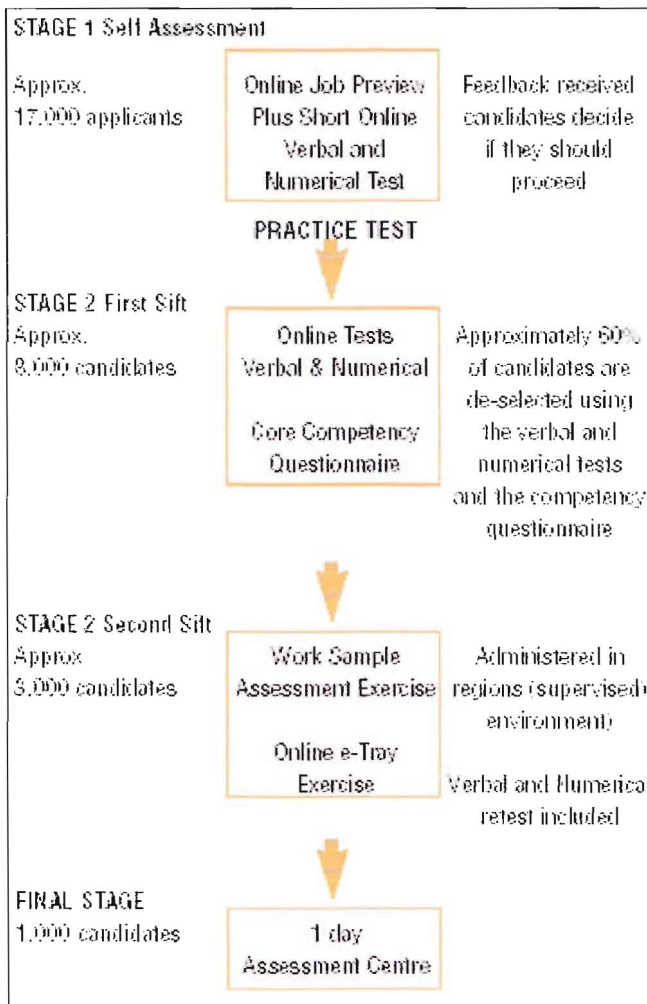 STAGE 1 Self Assessment
Approx.
17,000 applicants
Online Job Preview
Plus Short Online
Verbal and
Numerical Test
Feedback received
candidates decide
if they should
proceed
PRACTICE TEST
STAGE 2 First Sift
Approx.
8,000 candidates
Online Tests
Verbal & Numerical
Core Competency
Questionnaire
Approximately 60%
of candidates are
de-selected using
the verbal and
numerical tests
and the competency
questionnaire
STAGE 2 Second Sift
Approx
3,000 candidates
Work Sample
Assessment Exercise
Online e-Tray
Exercise
Administered in
regions (supervised)
environment)
Verbal and Numerica
retest included
FINAL STAGE
1,000 candidates
1 day
Assessment Centre